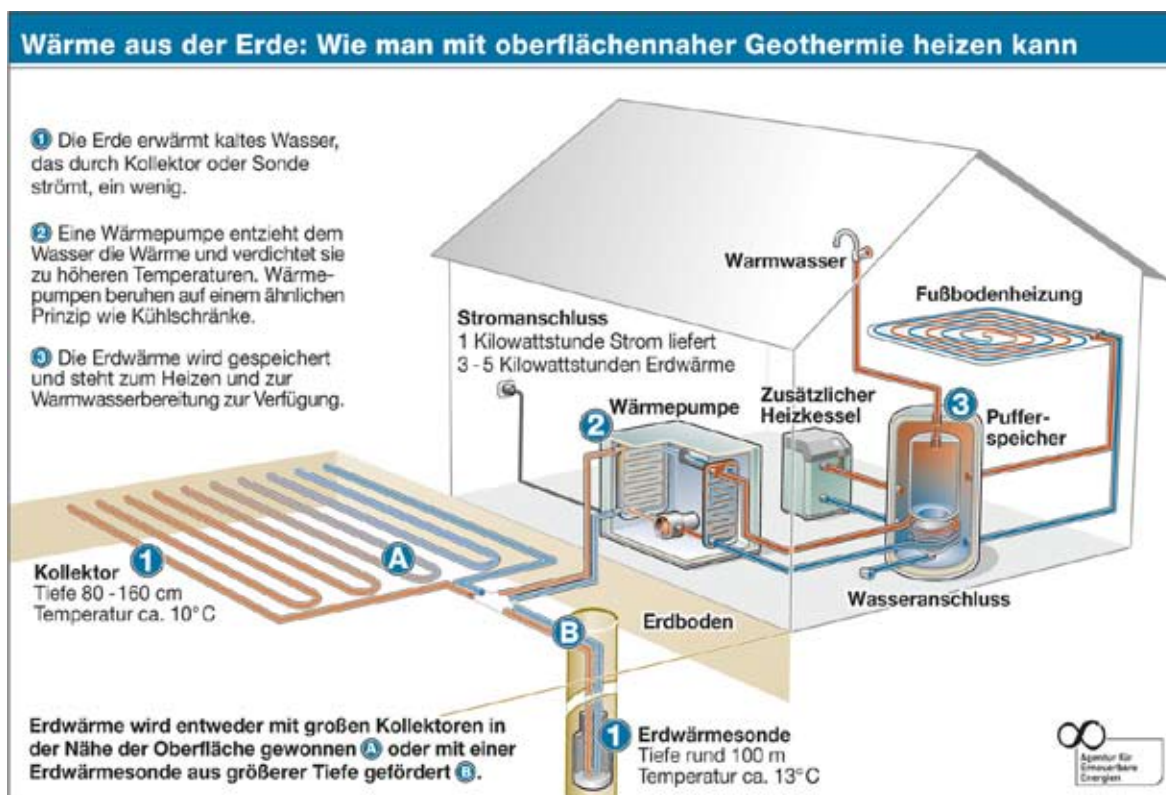 Wärme aus der Erde: Wie man mit oberflächennaher Geothermie heizen kann
1 Die Erde erwärmt kaltes Wasser,
das durch Kollektor oder Sonde
strömt, ein wenig.
2 Eine Wärmepumpe entzieht dem
Wasser die Wärme und verdichtet sie
zu höheren Temperaturen. Wärme-
pumpen beruhen auf einem ähnlichen
Prinzip wie Kühlschränke.
3 Die Erdwärme wird gespeichert
und steht zum Heizen und zur
Warmwasserbereitung zur Verfügung.
Warmwasser
Fußbodenheizung
Stromanschluss
1 Kilowattstunde Strom liefert
3 - 5 Kilowattstunden Erdwärme
2
Wärmepumpe
Zusätzlicher
Heizkessel
3
Puffer-
speicher
Wasseranschluss
1
A
Kollektor
Tiefe 80 - 160 cm
Temperatur ca. 10° C
B
Erdboden
1
Erdwärmesonde
Tiefe rund 100 m
Temperatur ca. 13° C
Erdwärme wird entweder mit großen Kollektoren in
der Nähe der Oberfläche gewonnen A oder mit einer
Erdwärmesonde aus größerer Tiefe gefördert B.
Agentur für
Erneuerbare
Energien